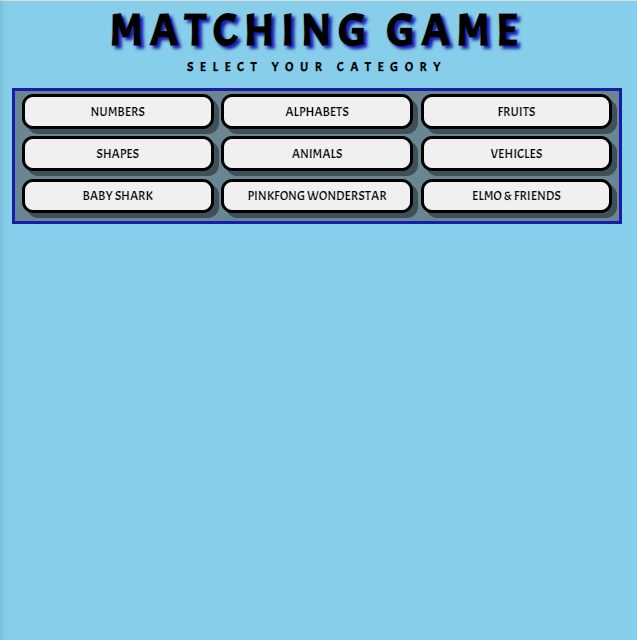 MATCHING GAME
SELECT YOUR CATEGORY
NUMBERS ALPHABETS FRUITS
SHAPES ANIMALS VEHICLES
BABY SHARK PINKFONG WONDERSTAR ELMO & FRIENDS